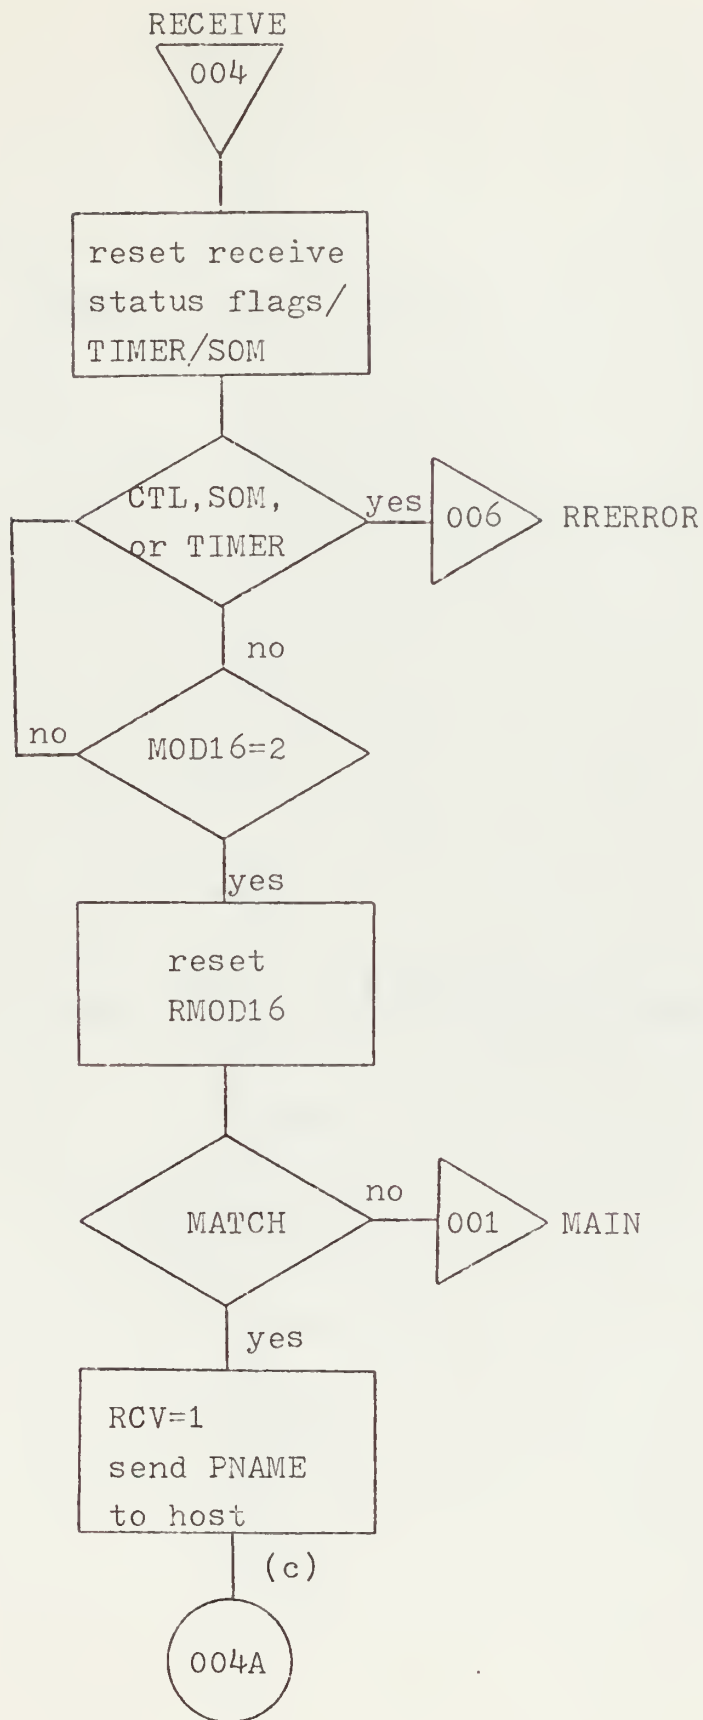 RECEIVE
004
reset receive
status flags/
TIMER/SOM
CTL,SOM,
or TIMER
yes
006
RRERROR
no
no
MOD16=2
yes
reset
RMOD16
MATCH
no
001
MAIN
yes
RCV=1
send PNAME
to host
(c)
004A